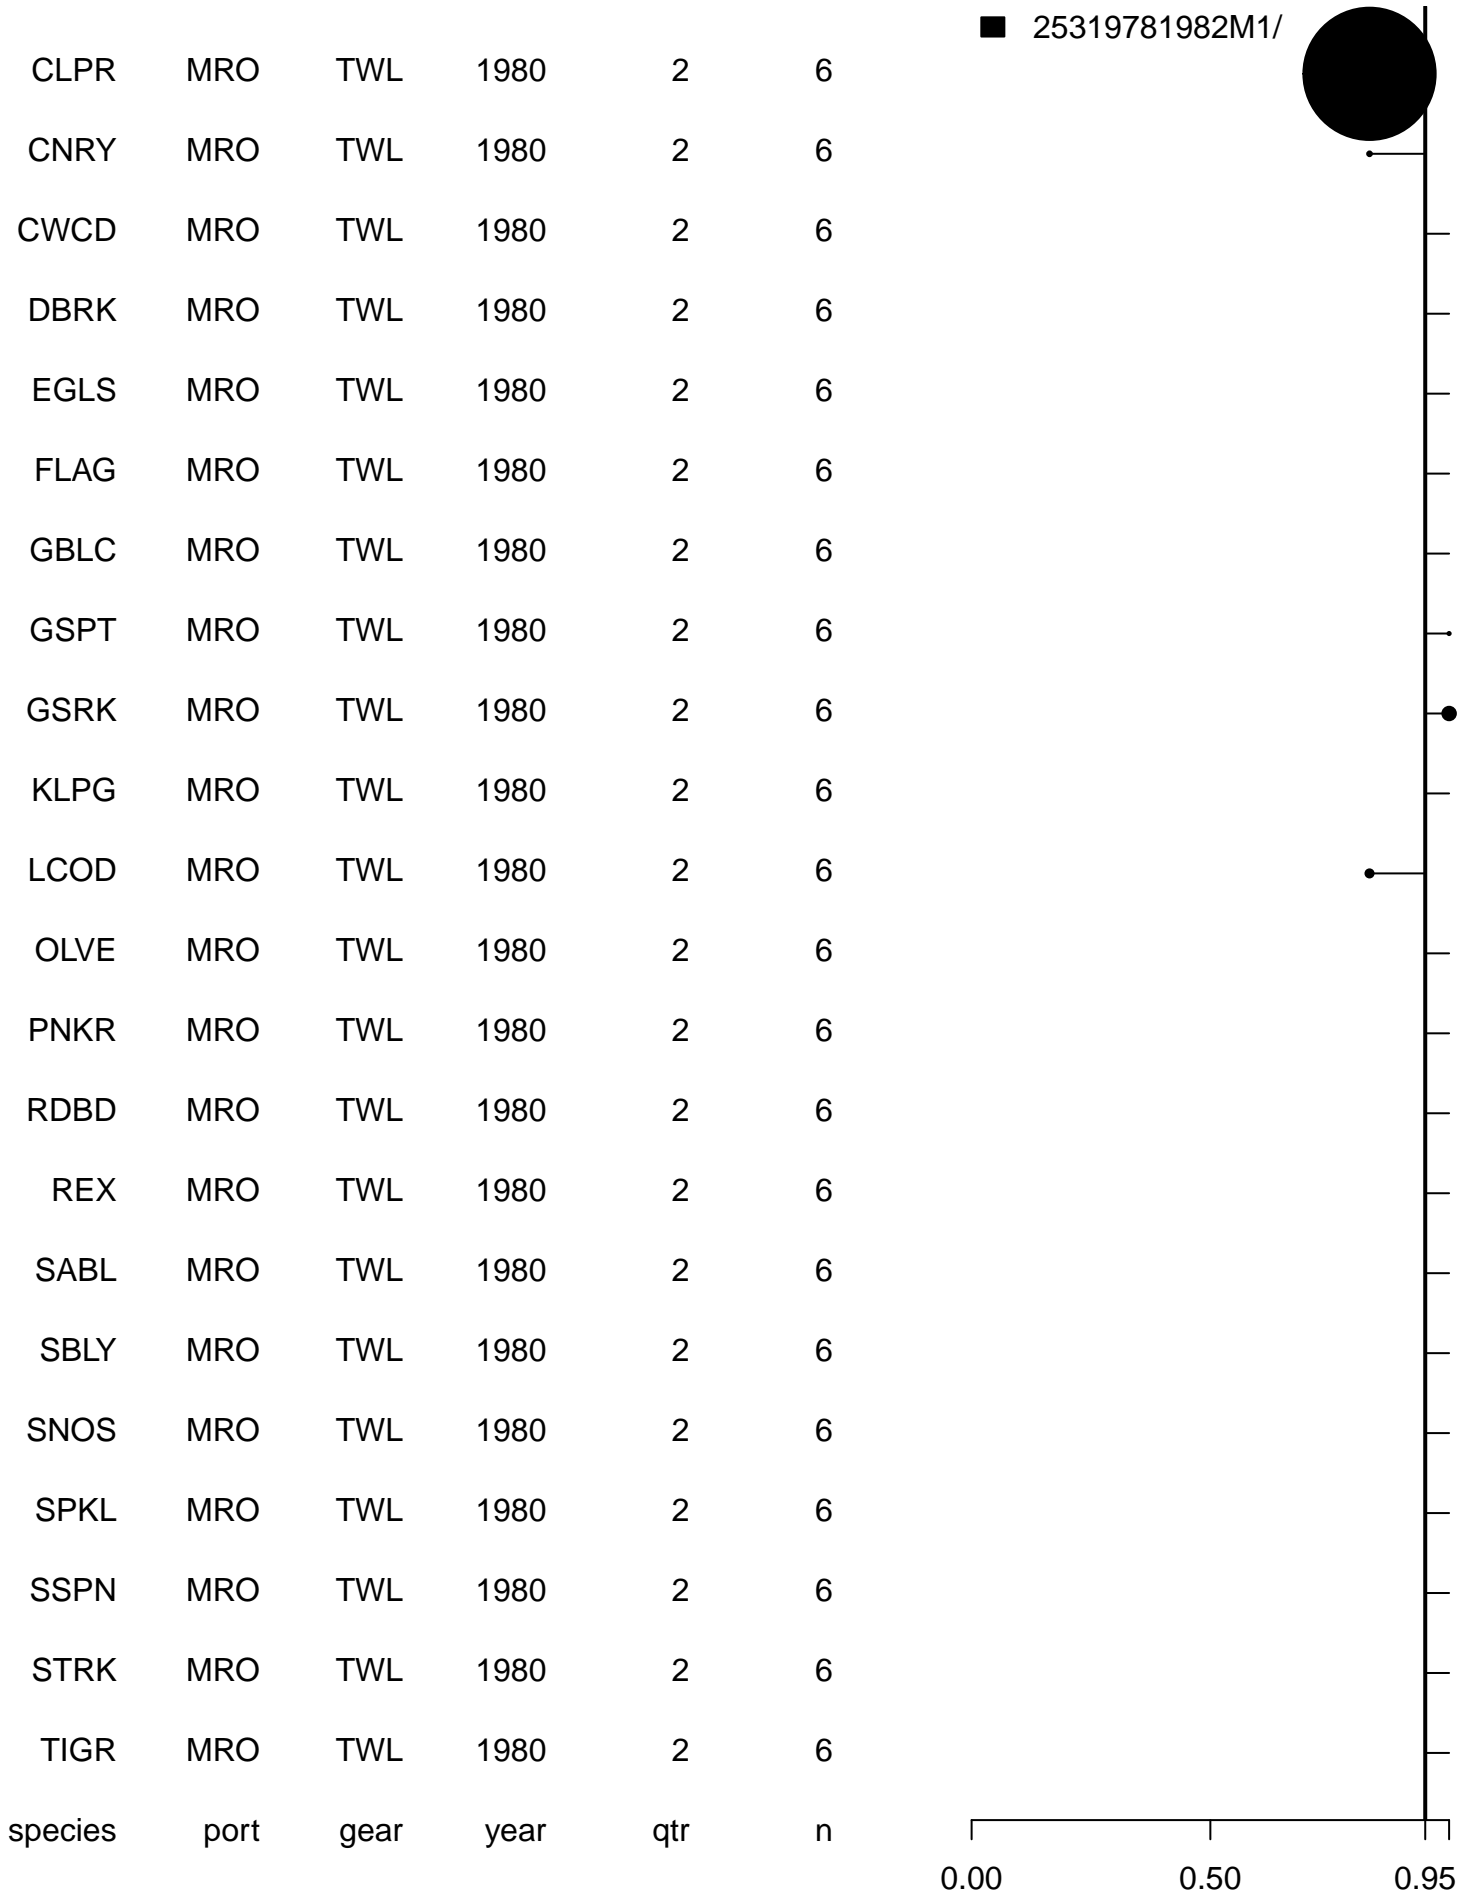 25319781982M1/
CLPR MRO TWL 1980 2 6
CNRY MRO TWL 1980 2 6
CWCD MRO TWL 1980 2 6
DBRK MRO TWL 1980 2 6
EGLS MRO TWL 1980 2 6
FLAG MRO TWL 1980 2 6
GBLC MRO TWL 1980 2 6
GSPT MRO TWL 1980 2 6
GSRK MRO TWL 1980 2 6
KLPG MRO TWL 1980 2 6
LCOD MRO TWL 1980 2 6
OLVE MRO TWL 1980 2 6
PNKR MRO TWL 1980 2 6
RDBD MRO TWL 1980 2 6
REX MRO TWL 1980 2 6
SABL MRO TWL 1980 2 6
SBLY MRO TWL 1980 2 6
SNOS MRO TWL 1980 2 6
SPKL MRO TWL 1980 2 6
SSPN MRO TWL 1980 2 6
STRK MRO TWL 1980 2 6
TIGR MRO TWL 1980 2 6
species port gear year qtr n
0.00 0.50 0.95